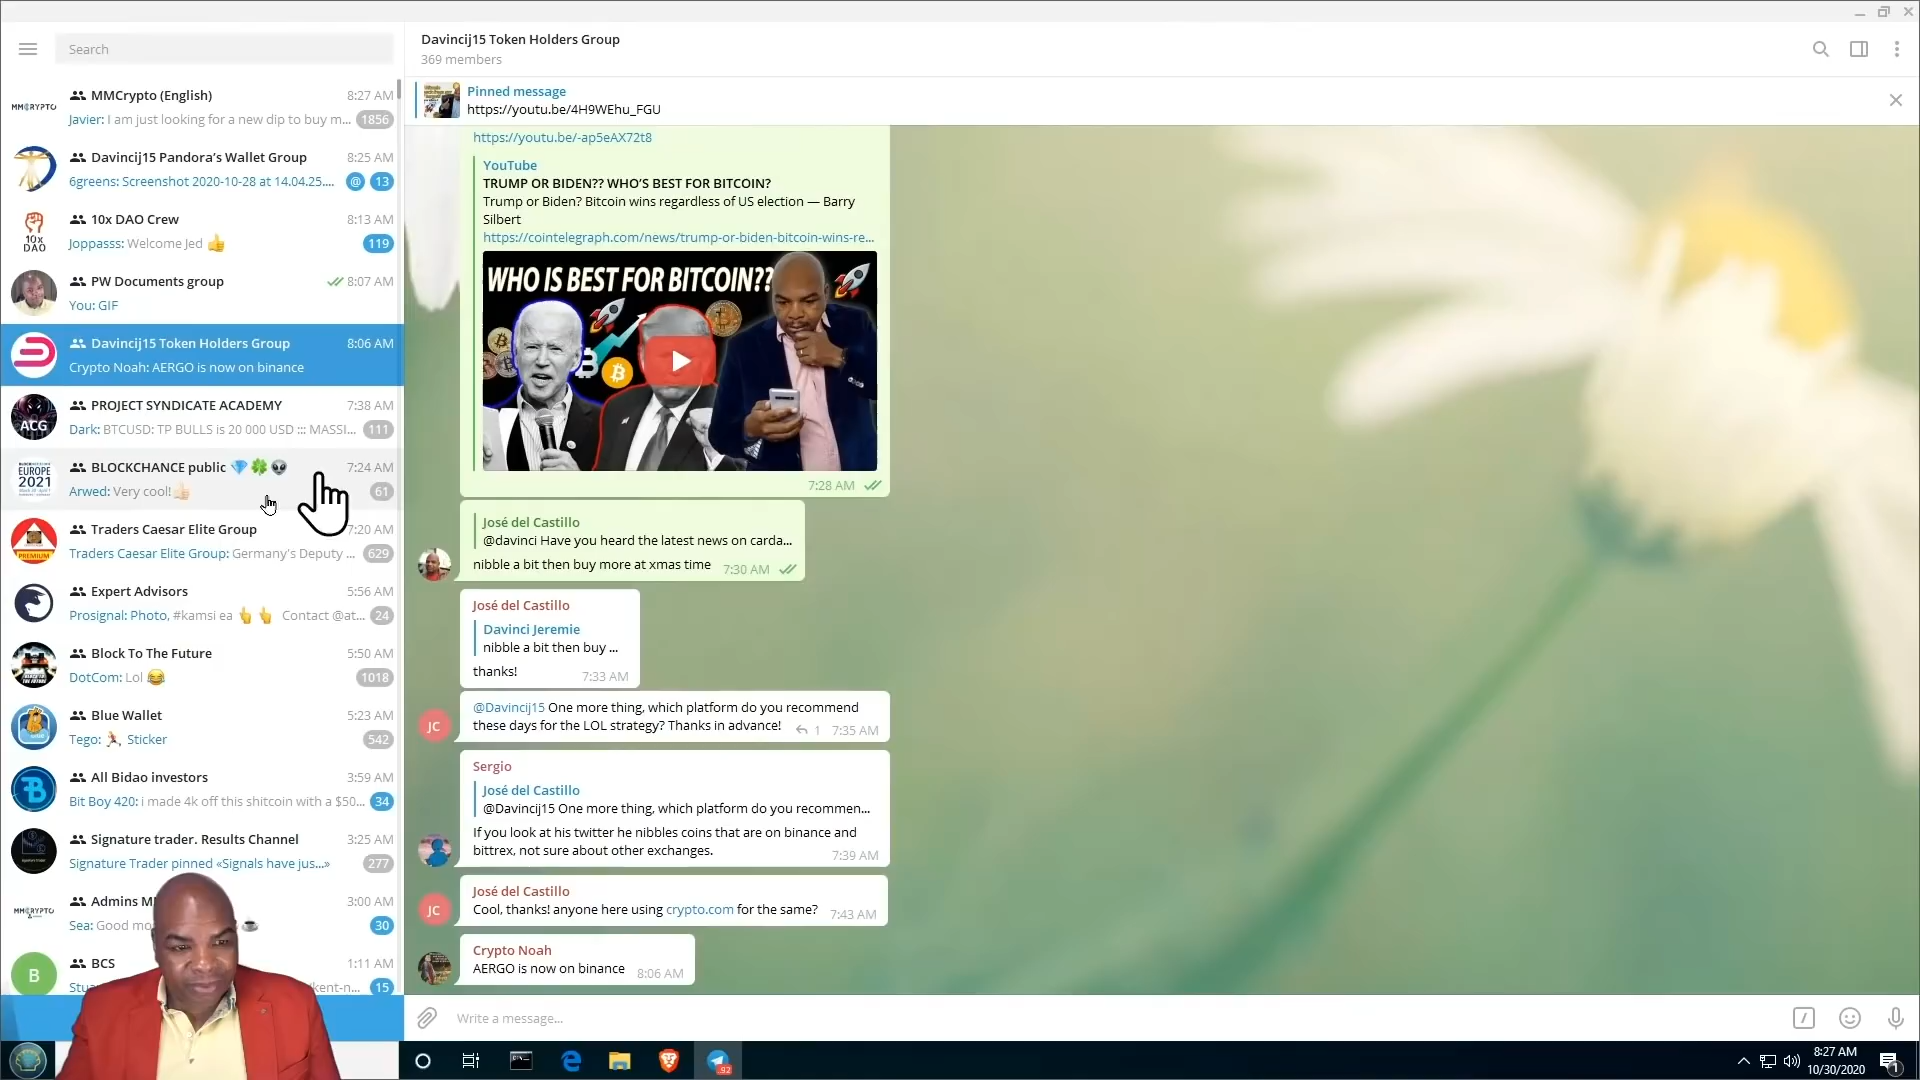 Search
MMCrypto (English)
8:27 AM
Javier: I am just looking for a new dip to buy m...
1856
Davincij15 Pandora's Wallet Group
8:25 AM
6greens: Screenshot 2020-10-28 at 14.04.25....
@
13
10x DAO
10x DAO Crew
8:13 AM
Joppasss: Welcome Jed 👍
119
PW Documents group
8:07 AM
You: GIF
Davincij15 Token Holders Group
8:06 AM
Crypto Noah: AERGO is now on binance
ACG
PROJECT SYNDICATE ACADEMY
7:38 AM
Dark: BTCUSD: TP BULLS is 20 000 USD ::: MASSI...
111
EUROPE
2021
BLOCKCHANCE public 💎🍀👽
7:24 AM
Arwed: Very cool!👍🏻
61
PREMIUM
Traders Caesar Elite Group
7:20 AM
Traders Caesar Elite Group: Germany's Deputy ...
629
Expert Advisors
5:56 AM
Prosignal: Photo, #kamsi ea 👆👆 Contact @at...
24
Block To The Future
5:50 AM
DotCom: Lol 😂
1018
Blue Wallet
5:23 AM
Tego: 🏃 Sticker
542
All Bidao investors
3:59 AM
Bit Boy 420: i made 4k off this shitcoin with a $50...
34
Signature trader. Results Channel
3:25 AM
Signature Trader pinned «Signals have jus...»
277
MMCRYPTO
Admins M
3:00 AM
Sea: Good mo
☕
30
B
BCS
1:11 AM
Stu
kent-n...
15
Davincij15 Token Holders Group
369 members
Pinned message
https://youtu.be/4H9WEhu_FGU
https://youtu.be/-ap5eAX72t8
YouTube
TRUMP OR BIDEN?? WHO'S BEST FOR BITCOIN?
Trump or Biden? Bitcoin wins regardless of US election — Barry
Silbert
https://cointelegraph.com/news/trump-or-biden-bitcoin-wins-re...
WHO IS BEST FOR BITCOIN??
7:28 AM
José del Castillo
@davinci Have you heard the latest news on carda...
nibble a bit then buy more at xmas time
7:30 AM
José del Castillo
Davinci Jeremie
nibble a bit then buy ...
thanks!
7:33 AM
JC
@Davincij15 One more thing, which platform do you recommend
these days for the LOL strategy? Thanks in advance!
1
7:35 AM
Sergio
José del Castillo
@Davincij15 One more thing, which platform do you recommen...
If you look at his twitter he nibbles coins that are on binance and
bittrex, not sure about other exchanges.
7:39 AM
JC
José del Castillo
Cool, thanks! anyone here using crypto.com for the same?
7:43 AM
Crypto Noah
AERGO is now on binance
8:06 AM
Write a message...
92
8:27 AM
10/30/2020
1